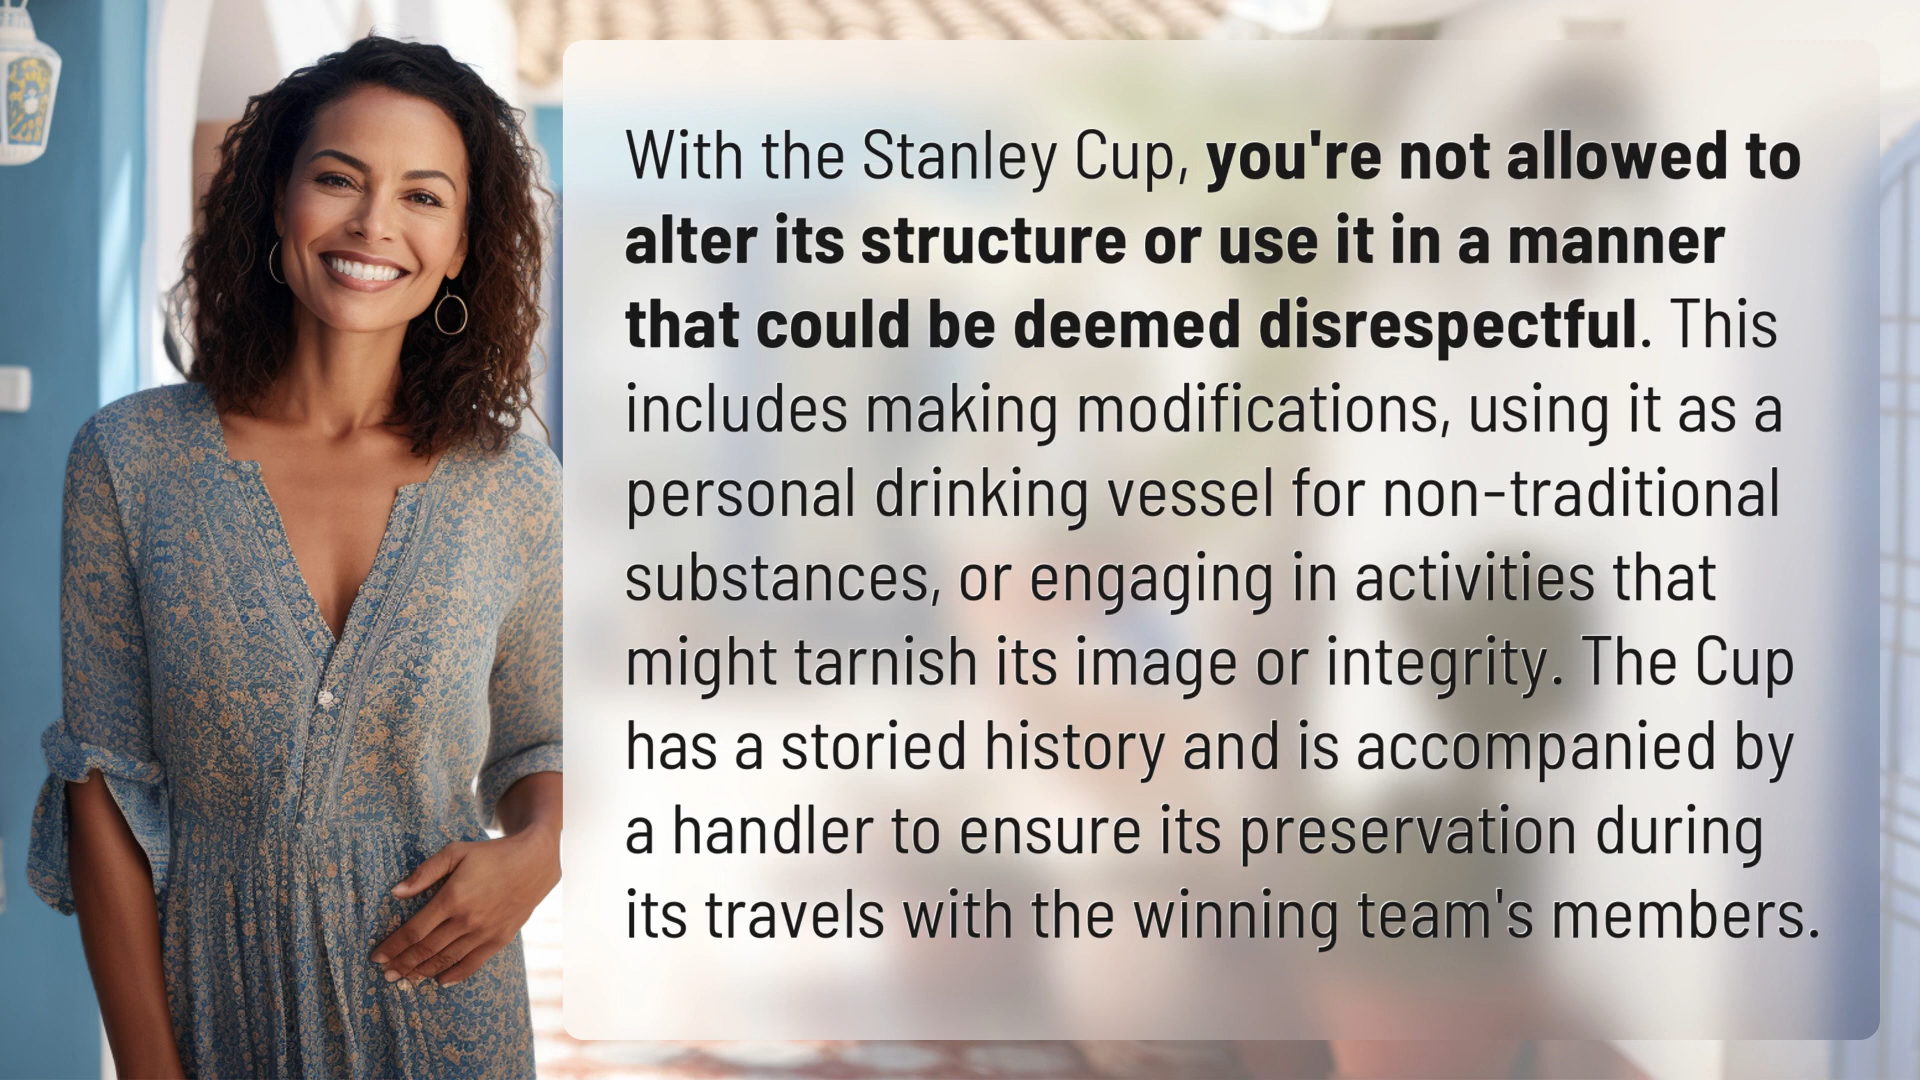 With the Stanley Cup, you're not allowed to
alter its structure or use it in a manner
that could be deemed disrespectful. This
includes making modifications, using it as a
personal drinking vessel for non-traditional
substances, or engaging in activities that
might tarnish its image or integrity. The Cup
has a storied history and is accompanied by
a handler to ensure its preservation during
its travels with the winning team's members.